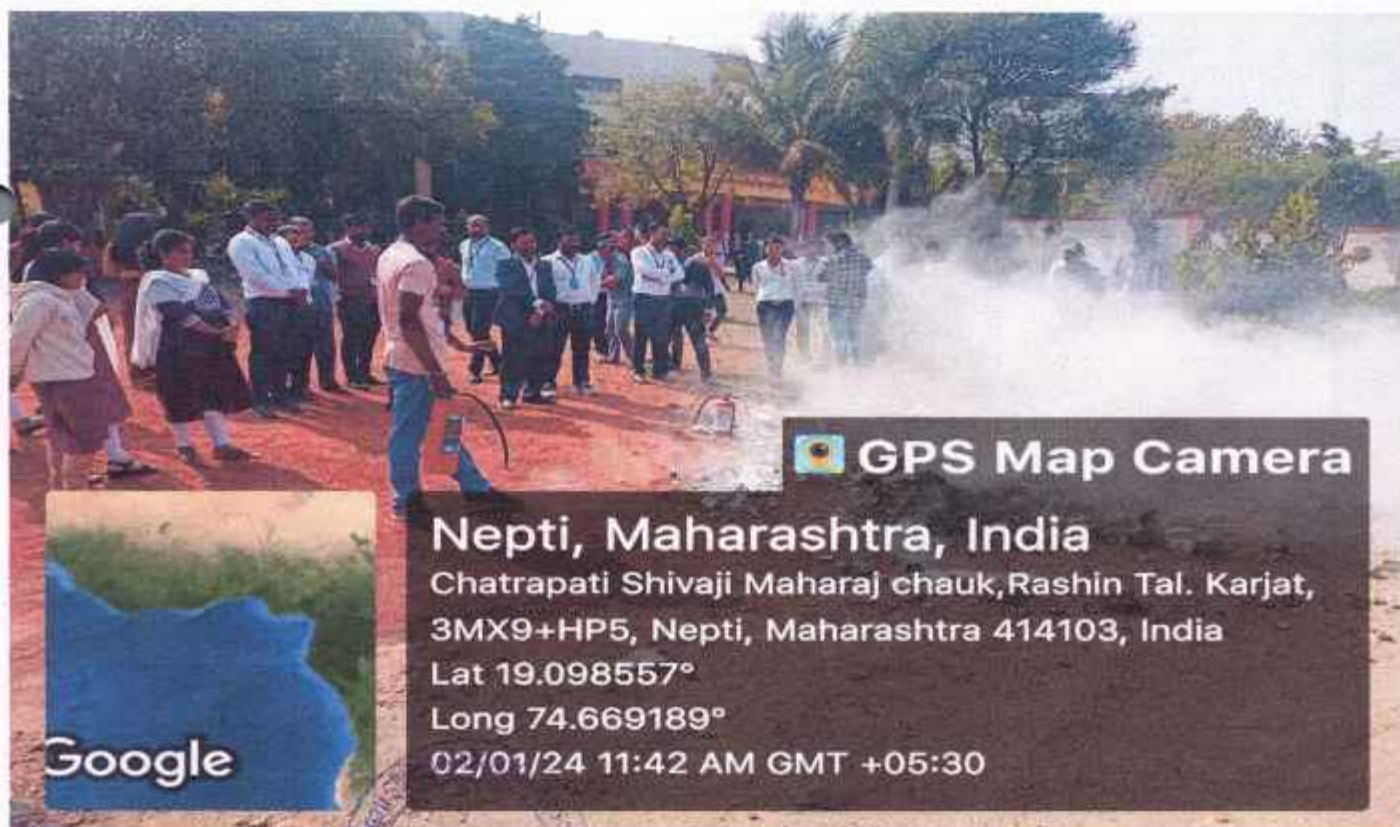 GPS Map Camera
Nepti, Maharashtra, India
Chatrapati Shivaji Maharaj chauk,Rashin Tal. Karjat,
3MX9+HP5, Nepti, Maharashtra 414103, India
Lat 19.098557°
Long 74.669189°
02/01/24 11:42 AM GMT +05:30
Google